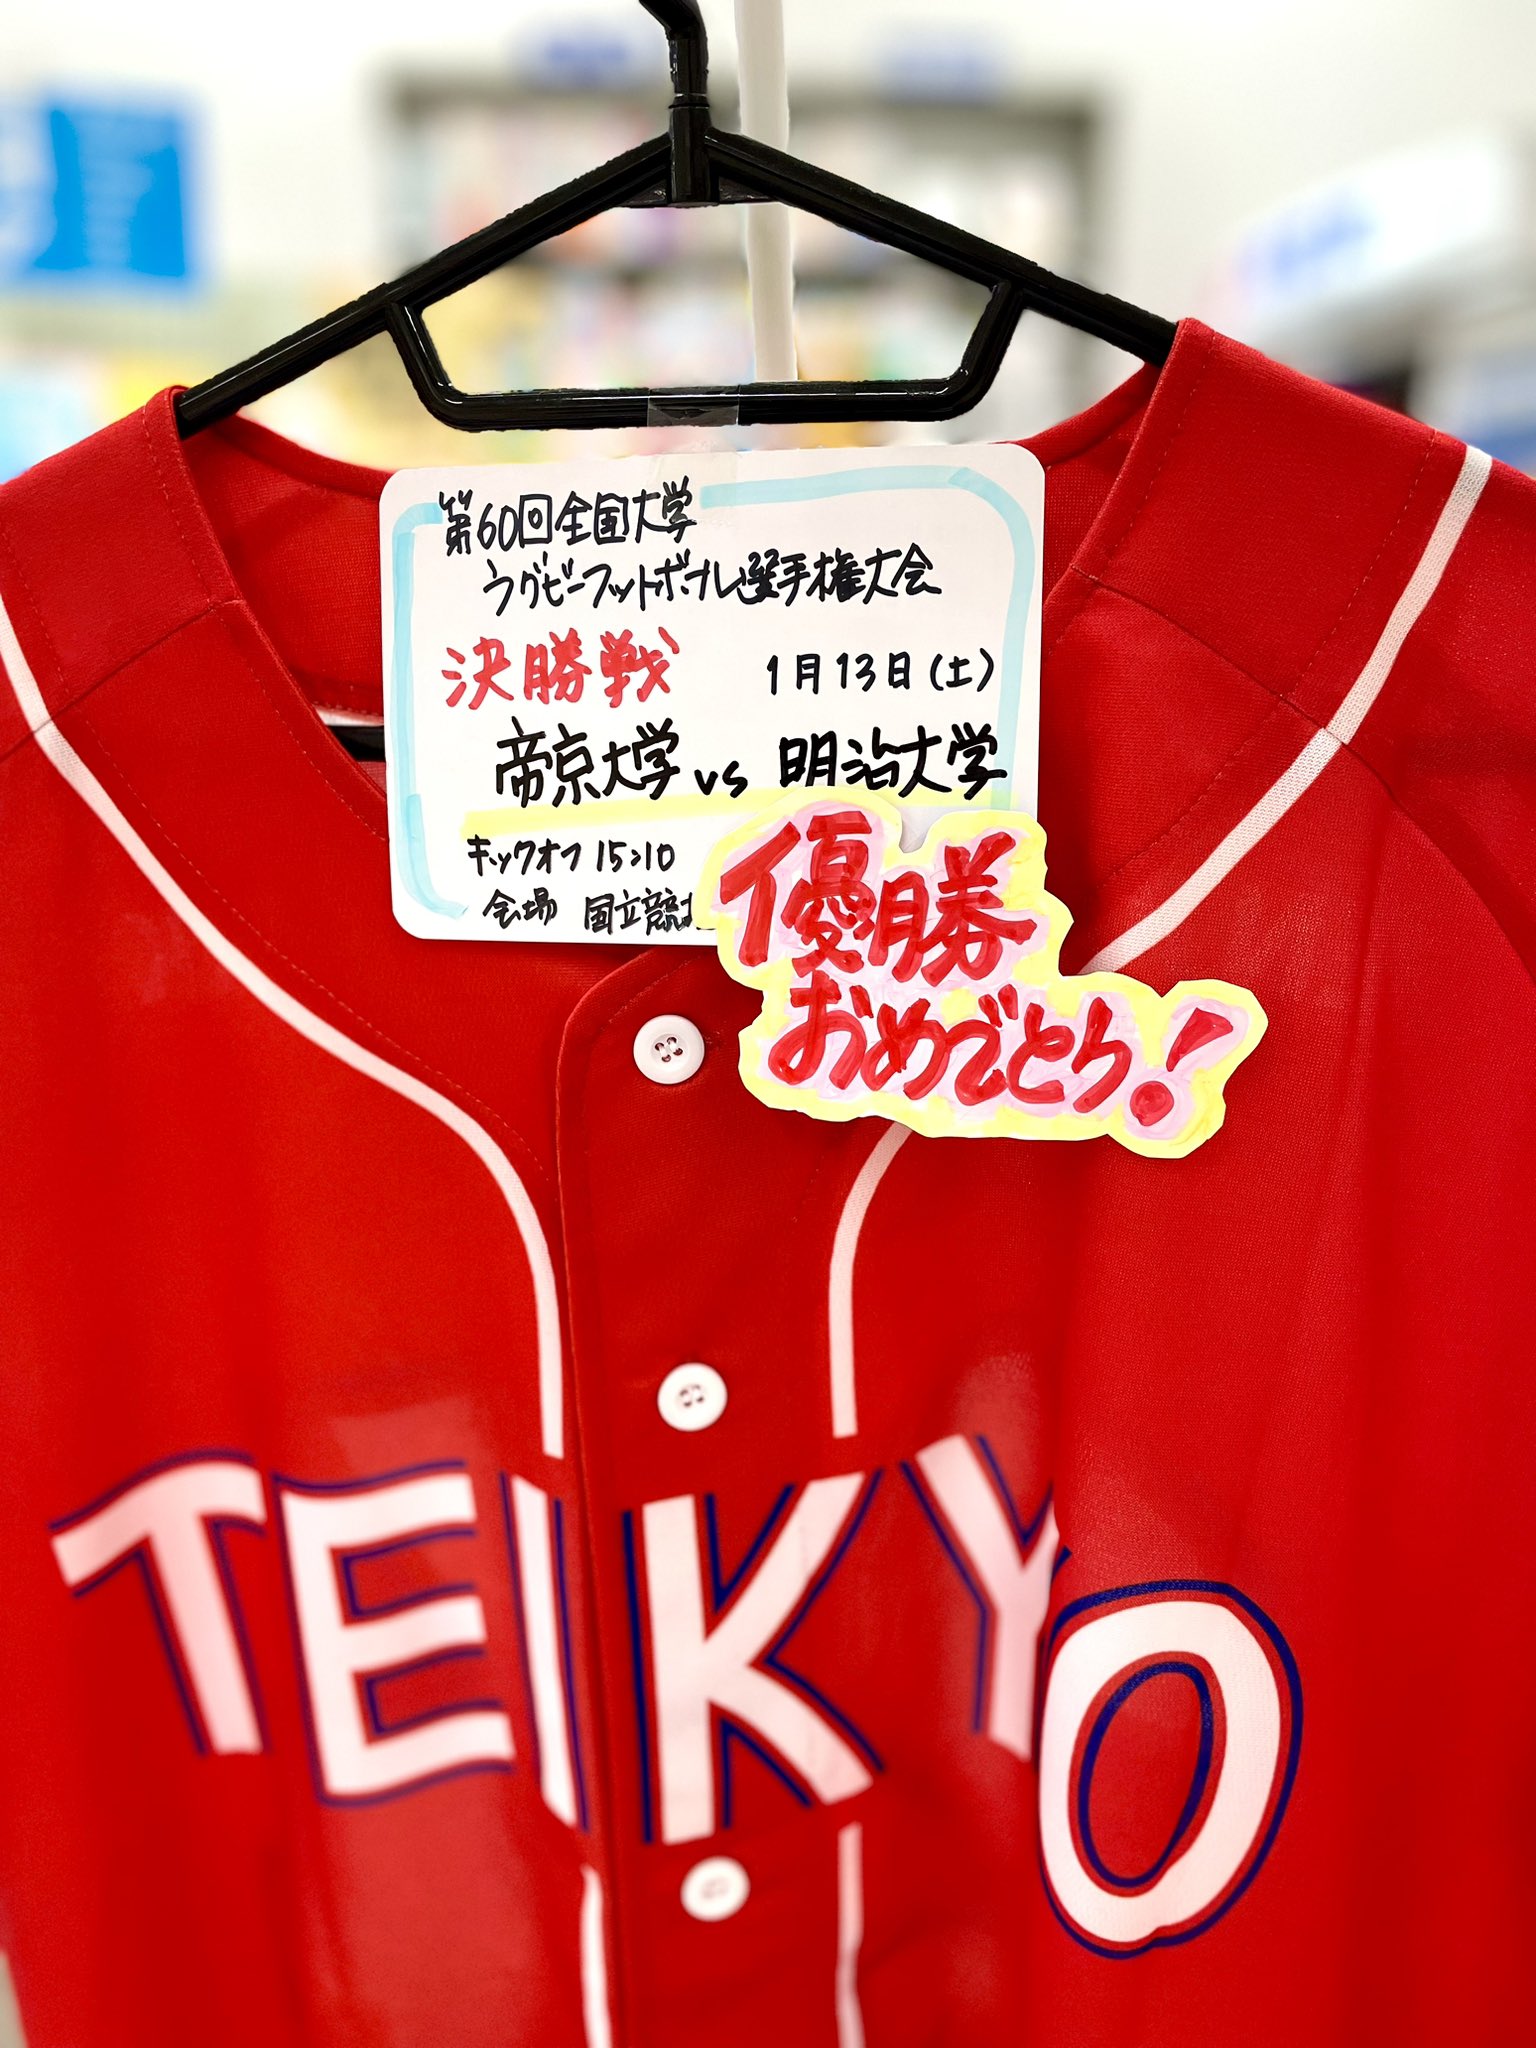 第60回全国大学
ラグビーフットボール選手権大会
決勝戦 1月13日(土)
帝京大学 vs 明治大学
キックオフ 15:10
会場 国立競
優勝
おめでとう!
TEIKYO